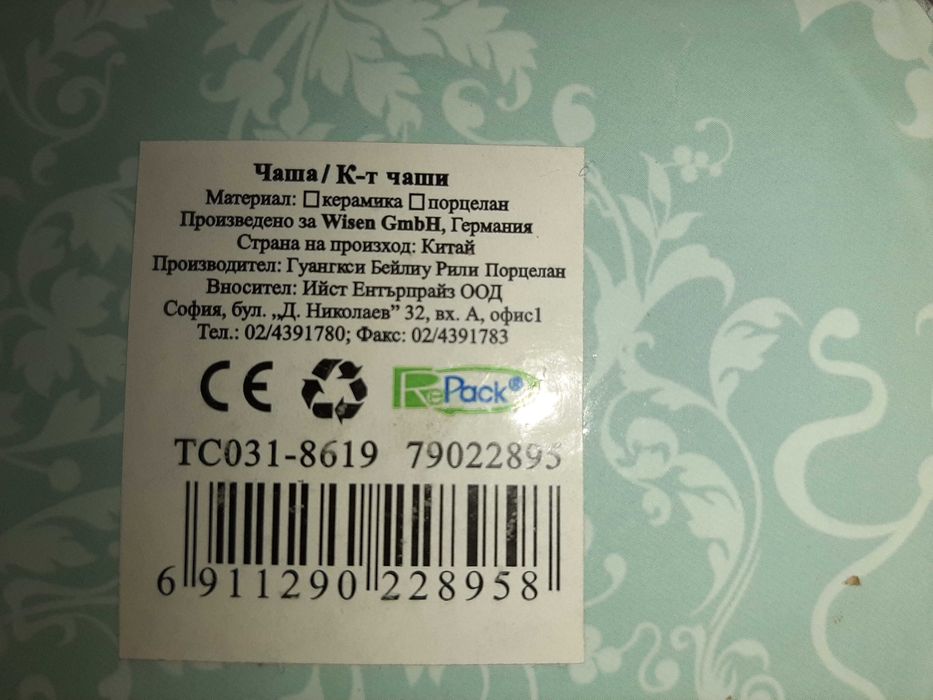 Чаша/ К-т чаши
Материал: керамика порцелан
Произведено за Wisen GmbH, Германия
Страна на произход: Китай
Производител: Гуангкси Бейлиу Рили Порцелан
Вносител: Ийст Ентърпрайз ООД
София, бул. „Д. Николаев” 32, вх. А, офис1
Тел.: 02/4391780; Факс: 02/4391783
CE RePack®
TC031-8619 79022895
6 911290 228958